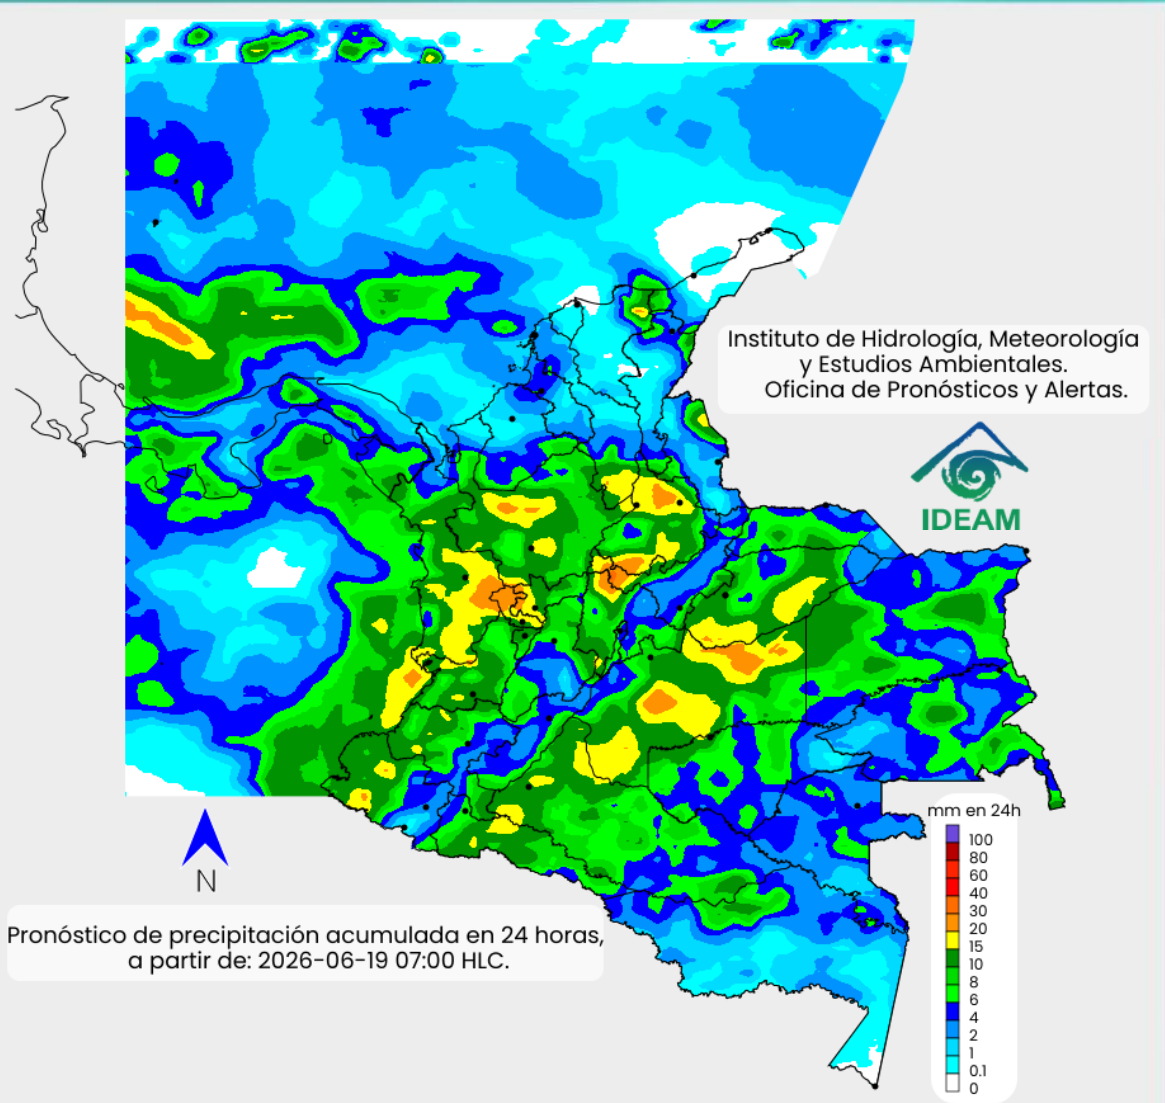 Instituto de Hidrología, Meteorología
y Estudios Ambientales.
Oficina de Pronósticos y Alertas.
IDEAM
mm en 24h
100
80
60
40
30
20
15
10
8
6
4
2
1
0.1
0
N
Pronóstico de precipitación acumulada en 24 horas,
a partir de: 2026-06-19 07:00 HLC.